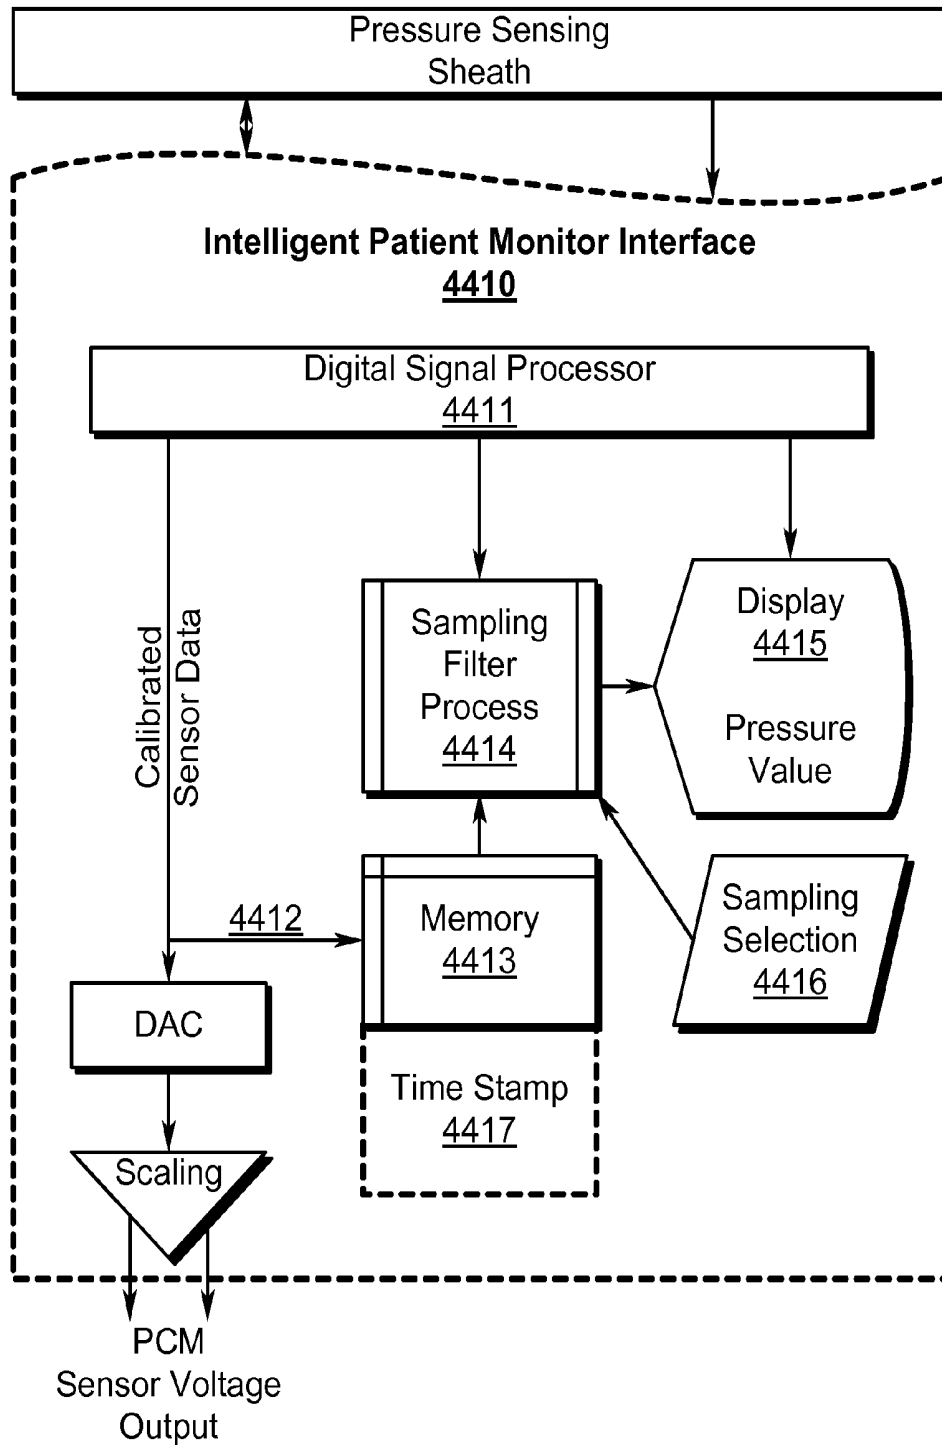 Pressure Sensing
Sheath
Intelligent Patient Monitor Interface
4410
Digital Signal Processor
4411
Calibrated
Sensor Data
Sampling
Filter
Process
4414
Display
4415
Pressure
Value
4412
Memory
4413
Sampling
Selection
4416
DAC
Time Stamp
4417
Scaling
PCM
Sensor Voltage
Output